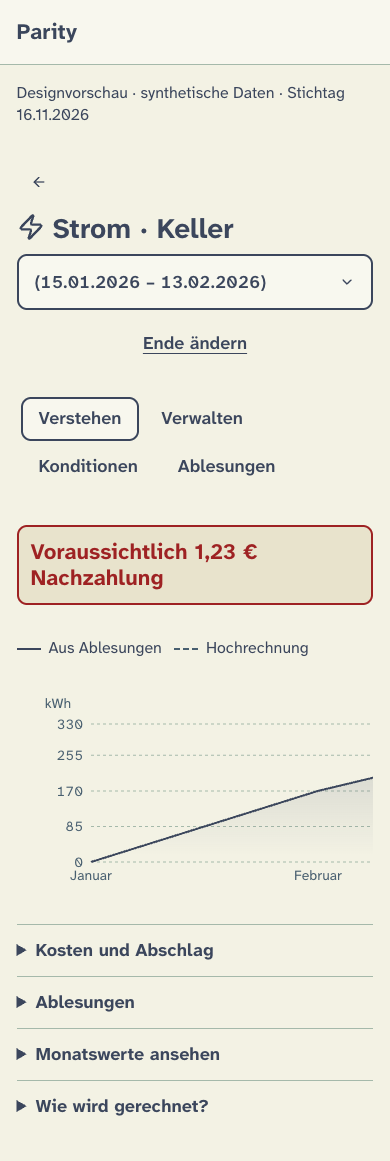 Parity
Designvorschau · synthetische Daten · Stichtag
16.11.2026
←
Strom · Keller
(15.01.2026 – 13.02.2026)
Ende ändern
Verstehen
Verwalten
Konditionen
Ablesungen
Voraussichtlich 1,23 €
Nachzahlung
Aus Ablesungen
Hochrechnung
kWh
330
255
170
85
0
Januar
Februar
Kosten und Abschlag
Ablesungen
Monatswerte ansehen
Wie wird gerechnet?